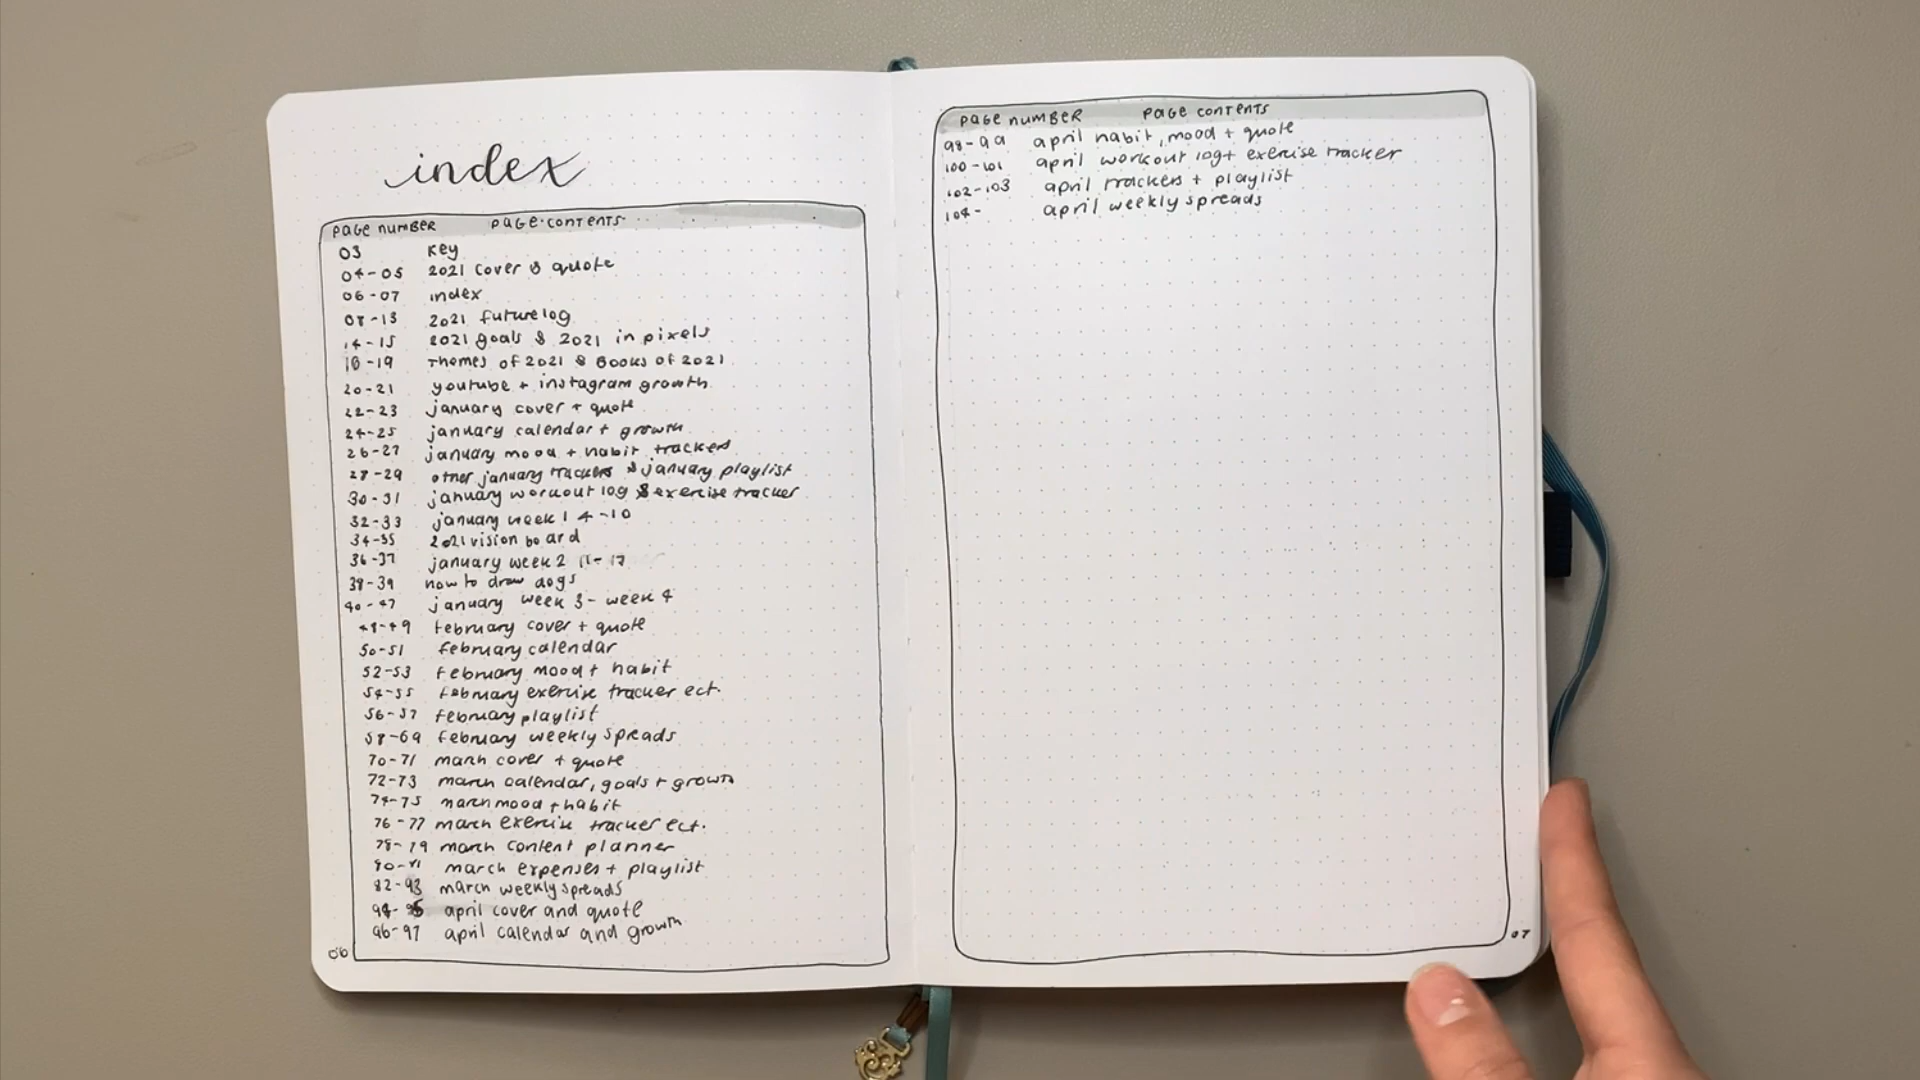 index
page number page contents
03 key
04-05 2021 cover & quote
06-07 index
08-13 2021 future log
14-15 2021 goals & 2021 in pixels
16-19 Themes of 2021 & Books of 2021
20-21 youtube + instagram growth
22-23 january cover + quote
24-25 january calendar + growth
26-27 january mood + habit trackers
28-29 other january trackers & january playlist
30-31 january workout log & exercise tracker
32-33 january week 1 4-10
34-35 2021 vision board
36-37 january week 2 11-17
38-39 how to draw dogs
40-47 january week 3 - week 4
48-49 february cover + quote
50-51 february calendar
52-53 february mood + habit
54-55 february exercise tracker ect.
56-57 february playlist
58-69 february weekly spreads
70-71 march cover + quote
72-73 march calendar, goals + growth
74-75 march mood + habit
76-77 march exercise tracker ect.
78-79 march content planner
80-81 march expenses + playlist
82-93 march weekly spreads
94-95 april cover and quote
96-97 april calendar and growth
06
page number page contents
98-99 april habit, mood + quote
100-101 april workout log + exercise tracker
102-103 april trackers + playlist
104- april weekly spreads
07